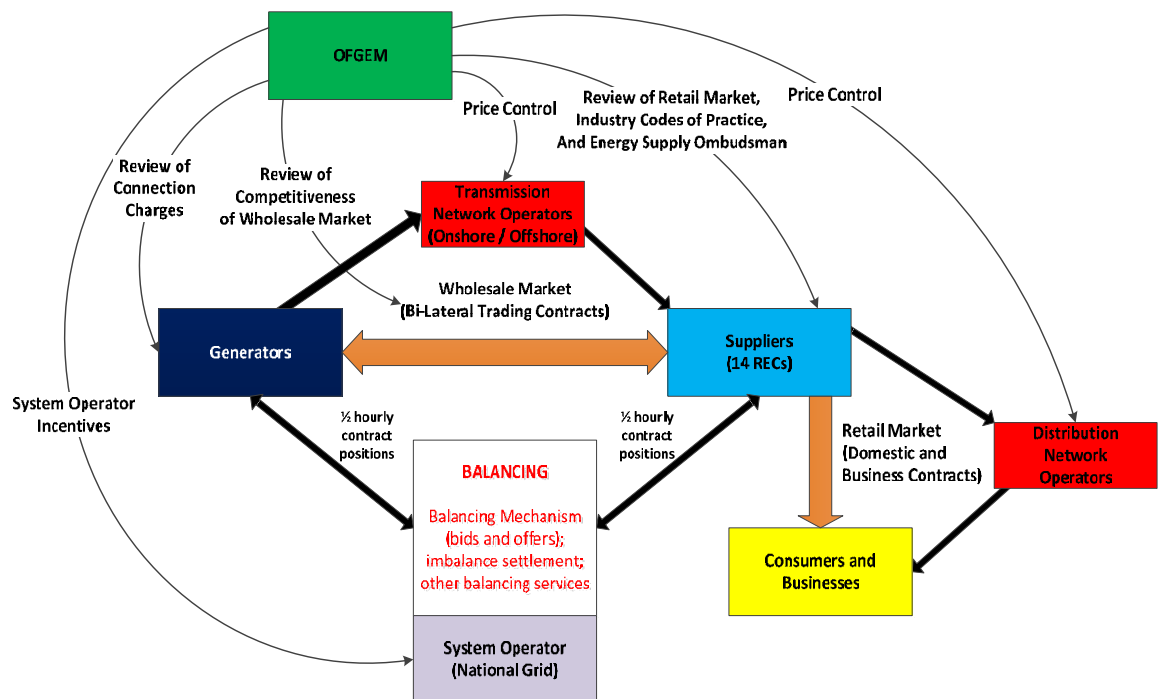 OFGEM
Price Control
Review of Retail Market,
Industry Codes of Practice,
And Energy Supply Ombudsman
Price Control
Review of
Connection
Charges
Review of
Competitiveness
of Wholesale Market
Transmission
Network Operators
(Onshore / Offshore)
Wholesale Market
(Bi-Lateral Trading Contracts)
Generators
Suppliers
(14 RECs)
System Operator
Incentives
½ hourly
contract
positions
½ hourly
contract
positions
Retail Market
(Domestic and
Business Contracts)
Distribution
Network
Operators
BALANCING
Balancing Mechanism
(bids and offers);
imbalance settlement;
other balancing services
Consumers and
Businesses
System Operator
(National Grid)